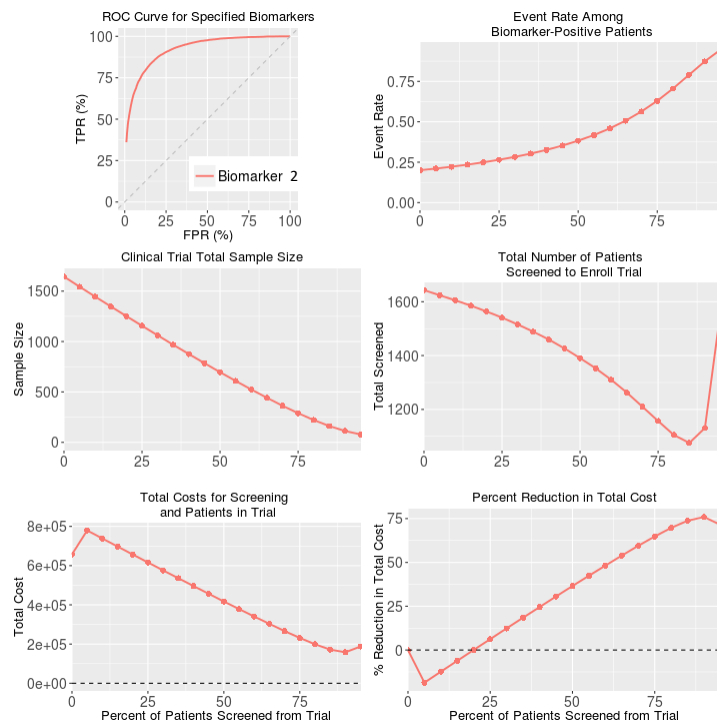 ROC Curve for Specified Biomarkers
TPR (%)
100
75
50
25
0
Biomarker 2
0 25 50 75 100
FPR (%)
Event Rate Among
Biomarker-Positive Patients
Event Rate
0.75
0.50
0.25
0.00
0 25 50 75
Clinical Trial Total Sample Size
Sample Size
1500
1000
500
0
0 25 50 75
Total Number of Patients
Screened to Enroll Trial
Total Screened
1600
1400
1200
0 25 50 75
Total Costs for Screening
and Patients in Trial
Total Cost
8e+05
6e+05
4e+05
2e+05
0e+00
0 25 50 75
Percent of Patients Screened from Trial
Percent Reduction in Total Cost
% Reduction in Total Cost
75
50
25
0
0 25 50 75
Percent of Patients Screened from Trial